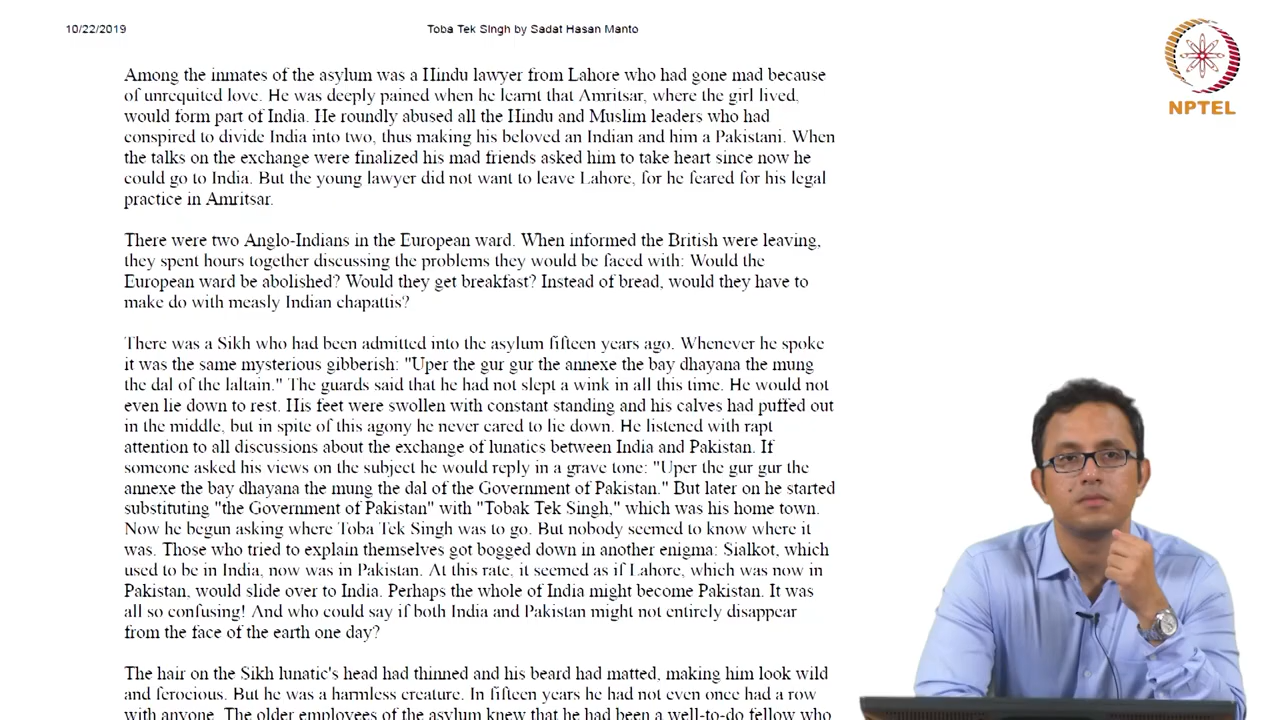 10/22/2019
Toba Tek Singh by Sadat Hasan Manto
NPTEL
Among the inmates of the asylum was a Hindu lawyer from Lahore who had gone mad because
of unrequited love. He was deeply pained when he learnt that Amritsar, where the girl lived,
would form part of India. He roundly abused all the Hindu and Muslim leaders who had
conspired to divide India into two, thus making his beloved an Indian and him a Pakistani. When
the talks on the exchange were finalized his mad friends asked him to take heart since now he
could go to India. But the young lawyer did not want to leave Lahore, for he feared for his legal
practice in Amritsar.
There were two Anglo-Indians in the European ward. When informed the British were leaving,
they spent hours together discussing the problems they would be faced with: Would the
European ward be abolished? Would they get breakfast? Instead of bread, would they have to
make do with measly Indian chapattis?
There was a Sikh who had been admitted into the asylum fifteen years ago. Whenever he spoke
it was the same mysterious gibberish: "Uper the gur gur the annexe the bay dhayana the mung
the dal of the laltain." The guards said that he had not slept a wink in all this time. He would not
even lie down to rest. His feet were swollen with constant standing and his calves had puffed out
in the middle, but in spite of this agony he never cared to lie down. He listened with rapt
attention to all discussions about the exchange of lunatics between India and Pakistan. If
someone asked his views on the subject he would reply in a grave tone: "Uper the gur gur the
annexe the bay dhayana the mung the dal of the Government of Pakistan." But later on he started
substituting "the Government of Pakistan" with "Tobak Tek Singh," which was his home town.
Now he begun asking where Toba Tek Singh was to go. But nobody seemed to know where it
was. Those who tried to explain themselves got bogged down in another enigma: Sialkot, which
used to be in India, now was in Pakistan. At this rate, it seemed as if Lahore, which was now in
Pakistan, would slide over to India. Perhaps the whole of India might become Pakistan. It was
all so confusing! And who could say if both India and Pakistan might not entirely disappear
from the face of the earth one day?
The hair on the Sikh lunatic's head had thinned and his beard had matted, making him look wild
and ferocious. But he was a harmless creature. In fifteen years he had not even once had a row
with anyone. The older employees of the asylum knew that he had been a well-to-do fellow who